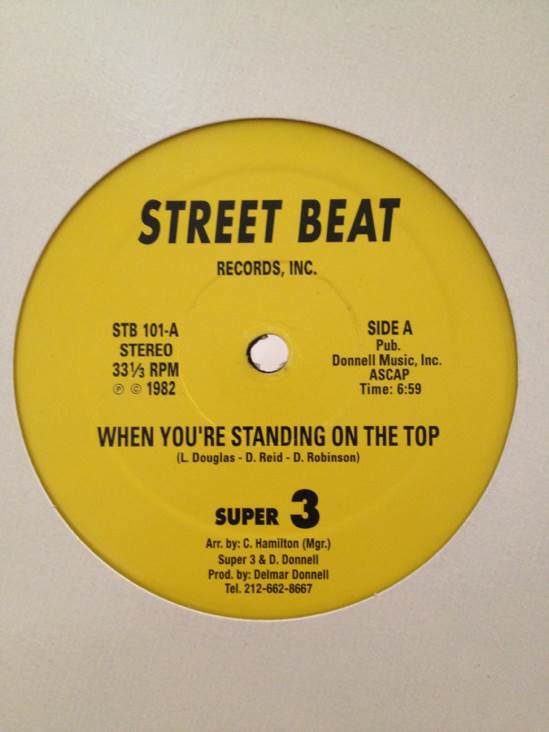 STREET BEAT
RECORDS, INC.
STB 101-A
STEREO
33⅓ RPM
℗ © 1982
SIDE A
Pub.
Donnell Music, Inc.
ASCAP
Time: 6:59
WHEN YOU'RE STANDING ON THE TOP
(L. Douglas - D. Reid - D. Robinson)
SUPER 3
Arr. by: C. Hamilton (Mgr.)
Super 3 & D. Donnell
Prod. by: Delmar Donnell
Tel. 212-662-8667